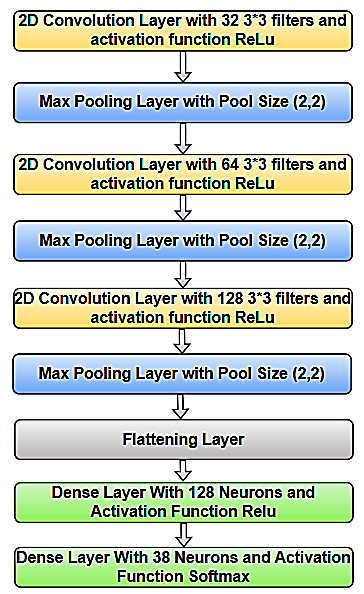 2D Convolution Layer with 32 3*3 filters and
activation function ReLu
Max Pooling Layer with Pool Size (2,2)
2D Convolution Layer with 64 3*3 filters and
activation function ReLu
Max Pooling Layer with Pool Size (2,2)
2D Convolution Layer with 128 3*3 filters and
activation function ReLu
Max Pooling Layer with Pool Size (2,2)
Flattening Layer
Dense Layer With 128 Neurons and
Activation Function Relu
Dense Layer With 38 Neurons and Activation
Function Softmax